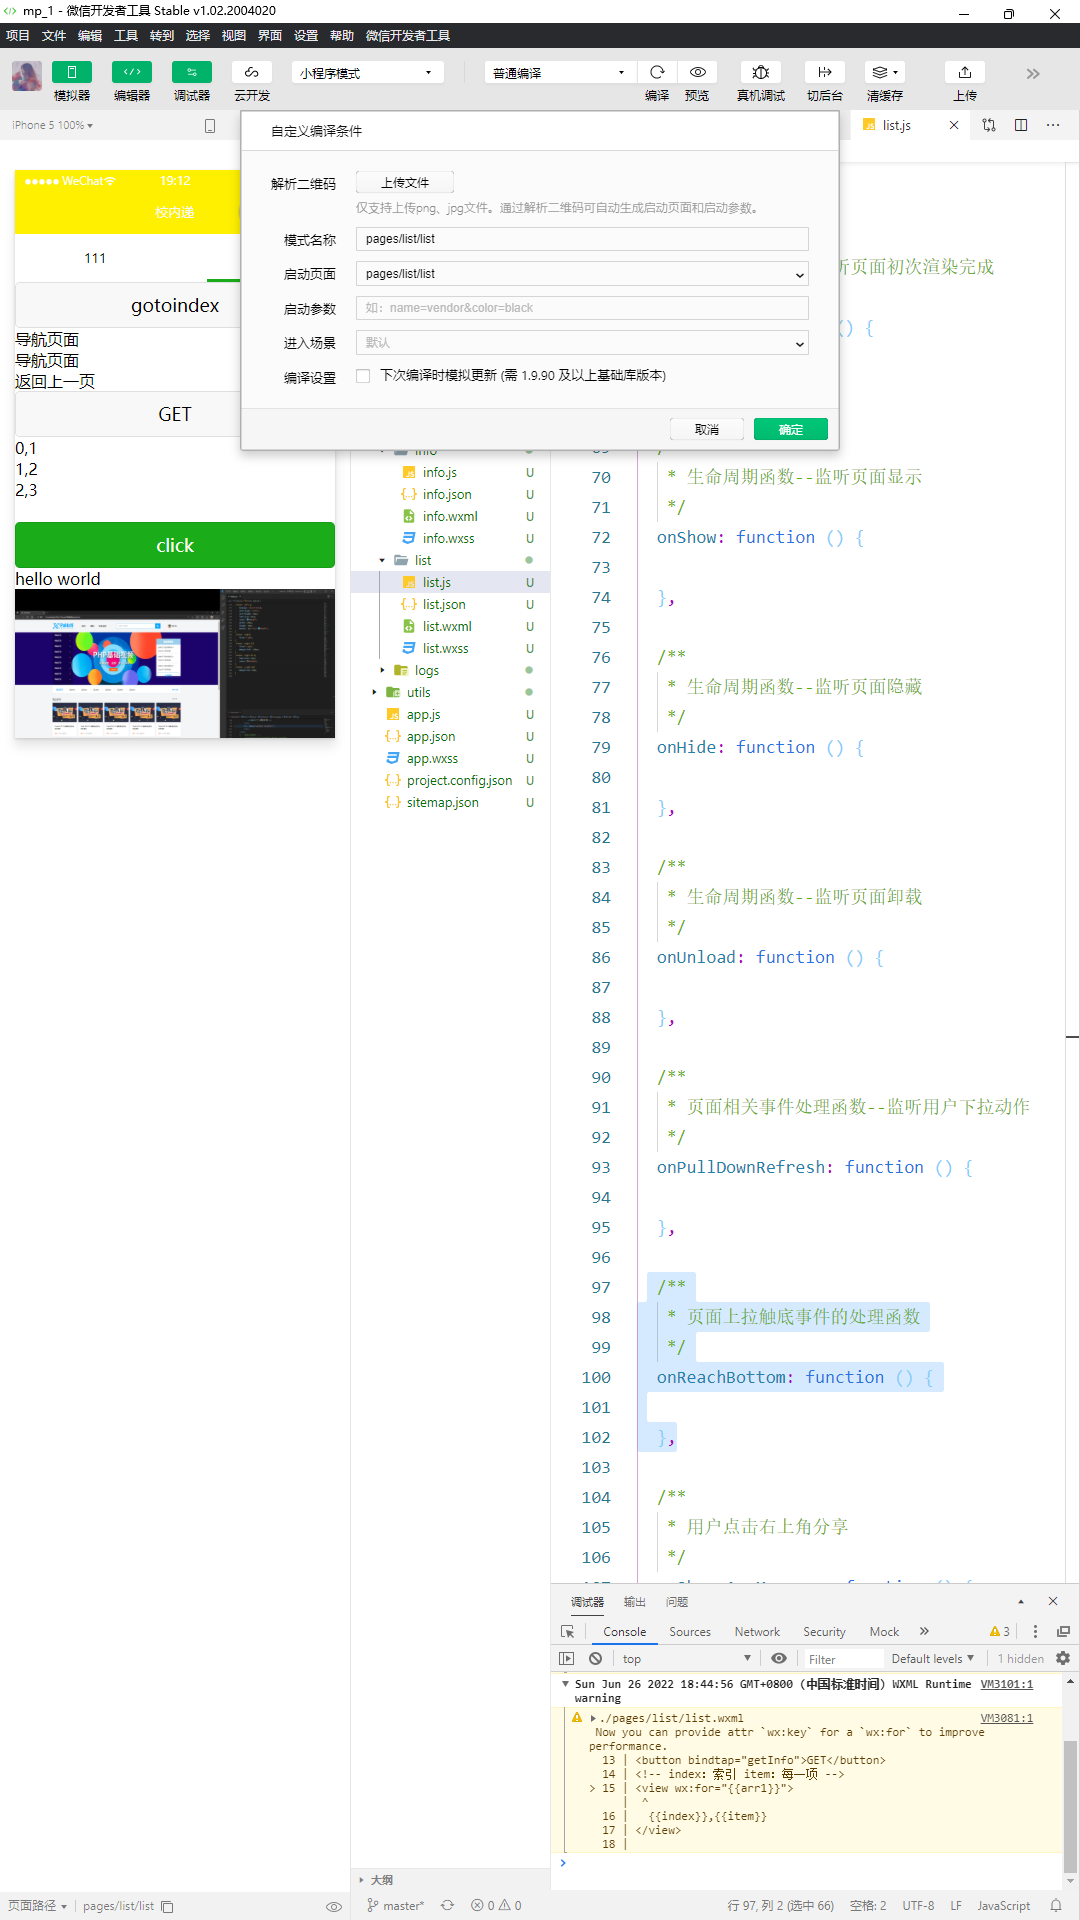 mp_1 - 微信开发者工具 Stable v1.02.2004020
项目 文件 编辑 工具 转到 选择 视图 界面 设置 帮助 微信开发者工具
模拟器 编辑器 调试器 云开发
小程序模式
普通编译
编译 预览 真机调试 切后台 清缓存 上传
iPhone 5 100%
list.js
自定义编译条件
解析二维码 上传文件
仅支持上传png、jpg文件。通过解析二维码可自动生成启动页面和启动参数。
模式名称 pages/list/list
启动页面 pages/list/list
启动参数 如：name=vendor&color=black
进入场景 默认
编译设置 下次编译时模拟更新 (需 1.9.90 及以上基础库版本)
取消 确定
WeChat 19:12
校内递
111
gotoindex
导航页面
导航页面
返回上一页
GET
0,1
1,2
2,3
click
hello world
info
info.js U
info.json U
info.wxml U
info.wxss U
list
list.js U
list.json U
list.wxml U
list.wxss U
logs
utils
app.js U
app.json U
app.wxss U
project.config.json U
sitemap.json U
大纲
听页面初次渲染完成
() {
69 /**
70 * 生命周期函数--监听页面显示
71 */
72 onShow: function () {
73
74 },
75
76 /**
77 * 生命周期函数--监听页面隐藏
78 */
79 onHide: function () {
80
81 },
82
83 /**
84 * 生命周期函数--监听页面卸载
85 */
86 onUnload: function () {
87
88 },
89
90 /**
91 * 页面相关事件处理函数--监听用户下拉动作
92 */
93 onPullDownRefresh: function () {
94
95 },
96
97 /**
98 * 页面上拉触底事件的处理函数
99 */
100 onReachBottom: function () {
101
102 },
103
104 /**
105 * 用户点击右上角分享
106 */
调试器 输出 问题
Console Sources Network Security Mock 3
top Filter Default levels 1 hidden
Sun Jun 26 2022 18:44:56 GMT+0800 (中国标准时间) WXML Runtime VM3101:1
warning
./pages/list/list.wxml VM3081:1
Now you can provide attr `wx:key` for a `wx:for` to improve
performance.
13 | <button bindtap="getInfo">GET</button>
14 | <!-- index: 索引 item: 每一项 -->
> 15 | <view wx:for="{{arr1}}">
| ^
16 | {{index}},{{item}}
17 | </view>
18 |
页面路径 pages/list/list
master* 0 0
行 97, 列 2 (选中 66) 空格: 2 UTF-8 LF JavaScript